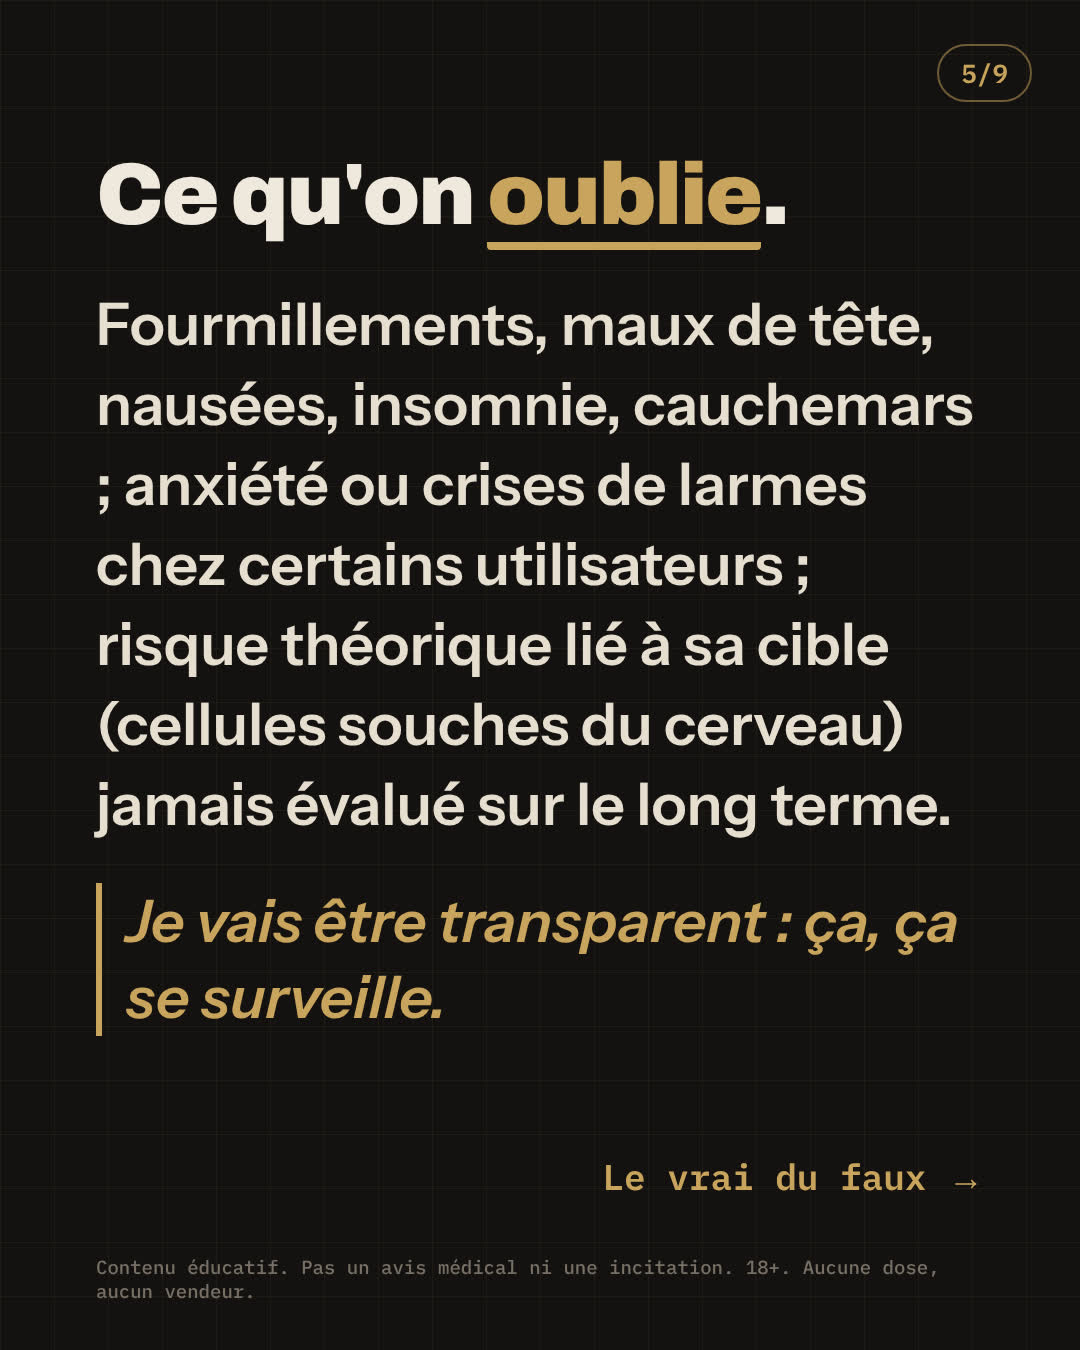 5/9
Ce qu'on oublie.
Fourmillements, maux de tête,
nausées, insomnie, cauchemars
; anxiété ou crises de larmes
chez certains utilisateurs ;
risque théorique lié à sa cible
(cellules souches du cerveau)
jamais évalué sur le long terme.
Je vais être transparent : ça, ça
se surveille.
Le vrai du faux →
Contenu éducatif. Pas un avis médical ni une incitation. 18+. Aucune dose,
aucun vendeur.